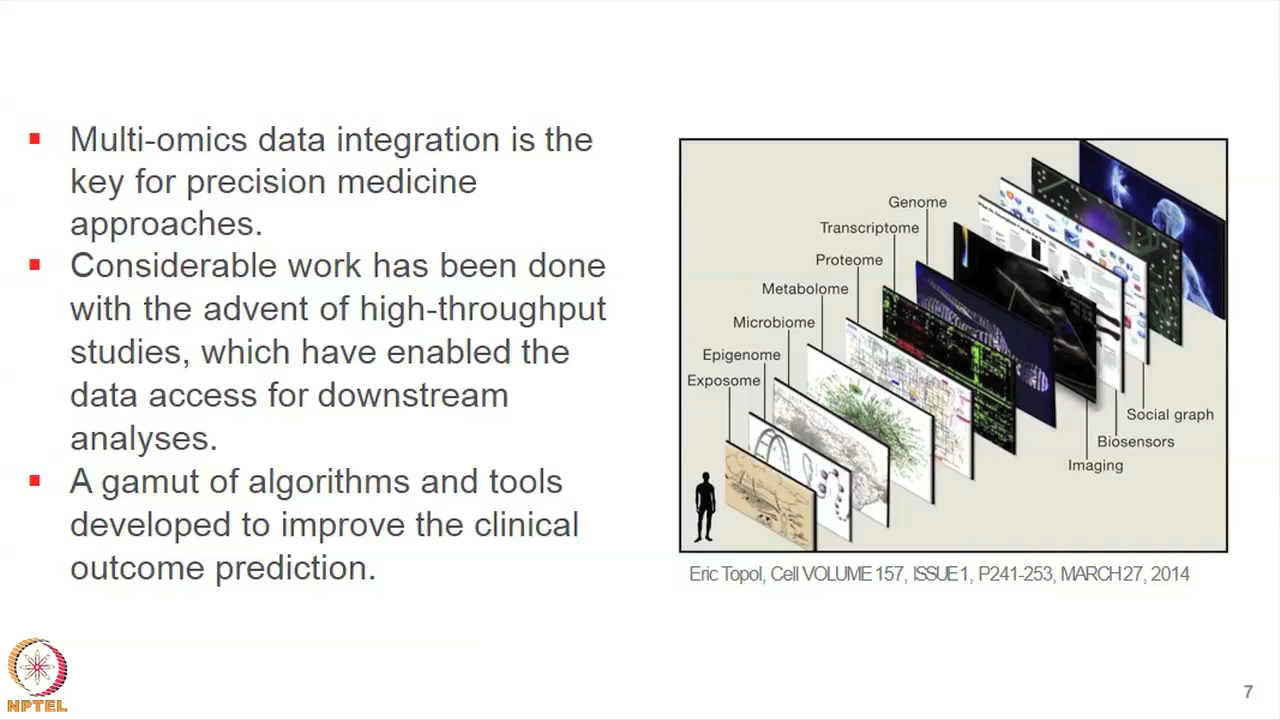 Multi-omics data integration is the
key for precision medicine
approaches.
Considerable work has been done
with the advent of high-throughput
studies, which have enabled the
data access for downstream
analyses.
A gamut of algorithms and tools
developed to improve the clinical
outcome prediction.
Genome
Transcriptome
Proteome
Metabolome
Microbiome
Epigenome
Exposome
Social graph
Biosensors
Imaging
Eric Topol, Cell VOLUME 157, ISSUE 1, P241-253, MARCH 27, 2014
NPTEL
7